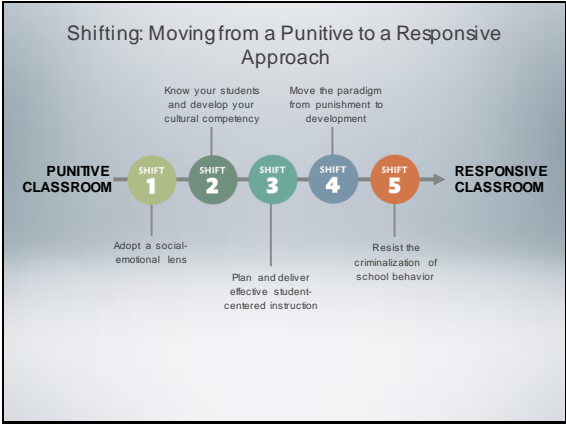 Shifting: Moving from a Punitive to a Responsive
Approach
Know your students
and develop your
cultural competency
Move the paradigm
from punishment to
development
PUNITIVE
CLASSROOM
SHIFT
1
SHIFT
2
SHIFT
3
SHIFT
4
SHIFT
5
RESPONSIVE
CLASSROOM
Adopt a social-
emotional lens
Plan and deliver
effective student-
centered instruction
Resist the
criminalization of
school behavior